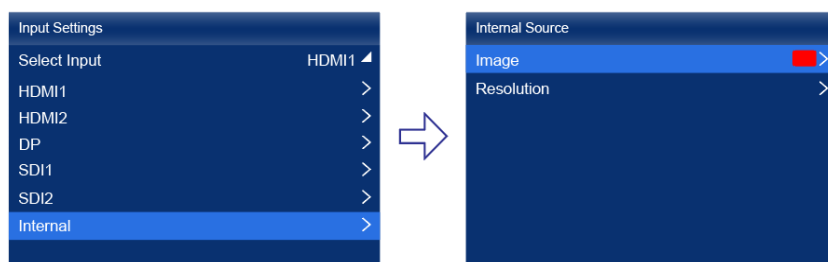 Input Settings
Select Input HDMI1
HDMI1
HDMI2
DP
SDI1
SDI2
Internal
Internal Source
Image
Resolution